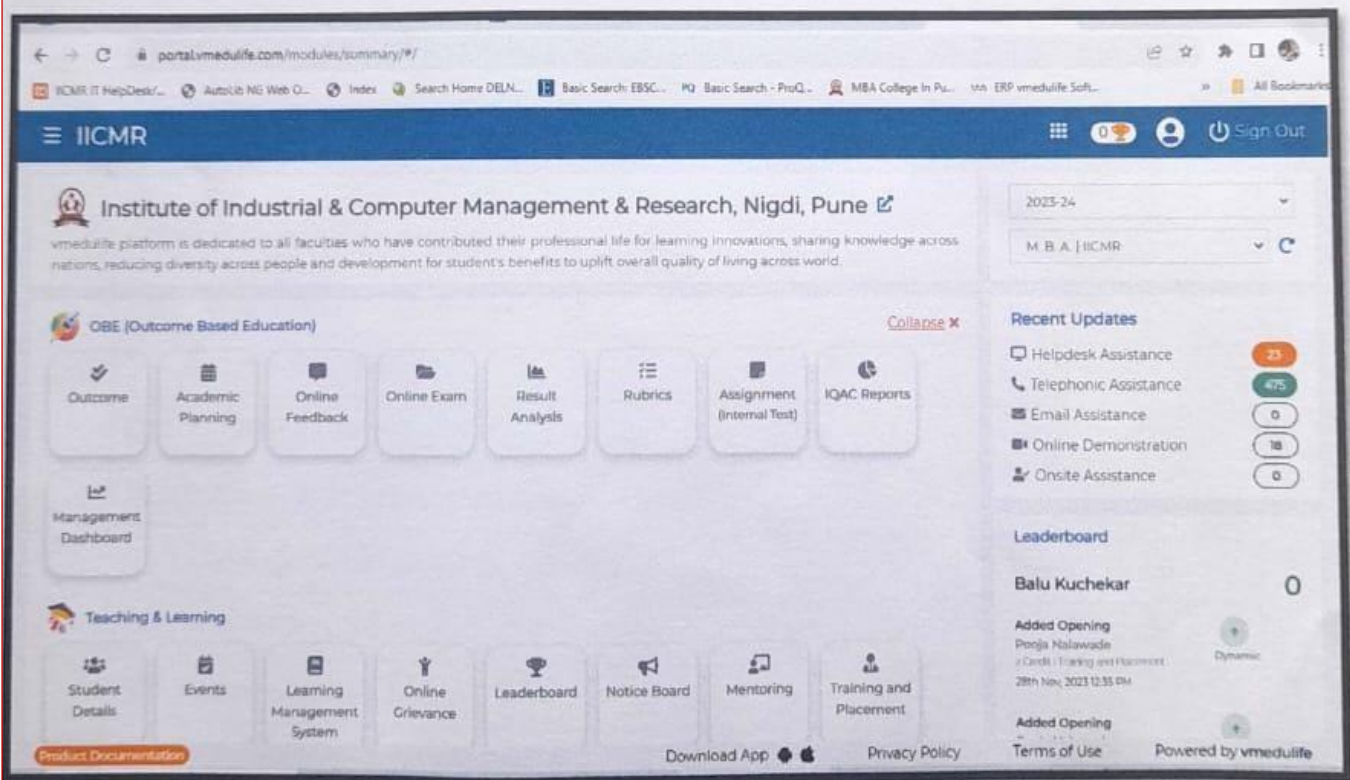 portal.vmedulife.com/modules/summary/#/
IICMR IT HelpDesk/... AutoLib NG Web O... Index Search Home DELN... Basic Search: EBSC... Basic Search - ProQ... MBA College In Pu... ERP vmedulife Soft... » All Bookmarks
IICMR
0
Sign Out
Institute of Industrial & Computer Management & Research, Nigdi, Pune
vmedulife platform is dedicated to all faculties who have contributed their professional life for learning innovations, sharing knowledge across
nations, reducing diversity across people and development for student's benefits to uplift overall quality of living across world.
2023-24
M. B. A. | IICMR
OBE (Outcome Based Education)
Collapse ×
Outcome
Academic
Planning
Online
Feedback
Online Exam
Result
Analysis
Rubrics
Assignment
(Internal Test)
IQAC Reports
Management
Dashboard
Teaching & Learning
Student
Details
Events
Learning
Management
System
Online
Grievance
Leaderboard
Notice Board
Mentoring
Training and
Placement
Recent Updates
Helpdesk Assistance 23
Telephonic Assistance 475
Email Assistance 0
Online Demonstration 18
Onsite Assistance 0
Leaderboard
Balu Kuchekar 0
Added Opening
Pooja Nalawade
Credit : Training and Placement
28th Nov, 2023 12:35 PM
Dynamic
Added Opening
Product Documentation
Download App
Privacy Policy
Terms of Use
Powered by vmedulife